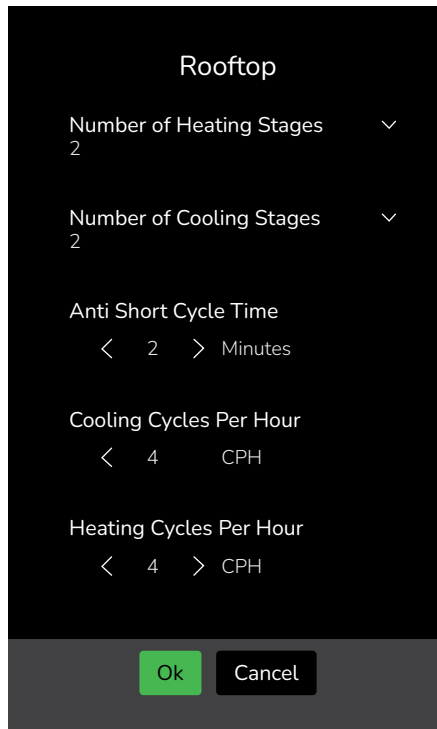 Rooftop
Number of Heating Stages
2
Number of Cooling Stages
2
Anti Short Cycle Time
2 Minutes
Cooling Cycles Per Hour
4 CPH
Heating Cycles Per Hour
4 CPH
Ok Cancel